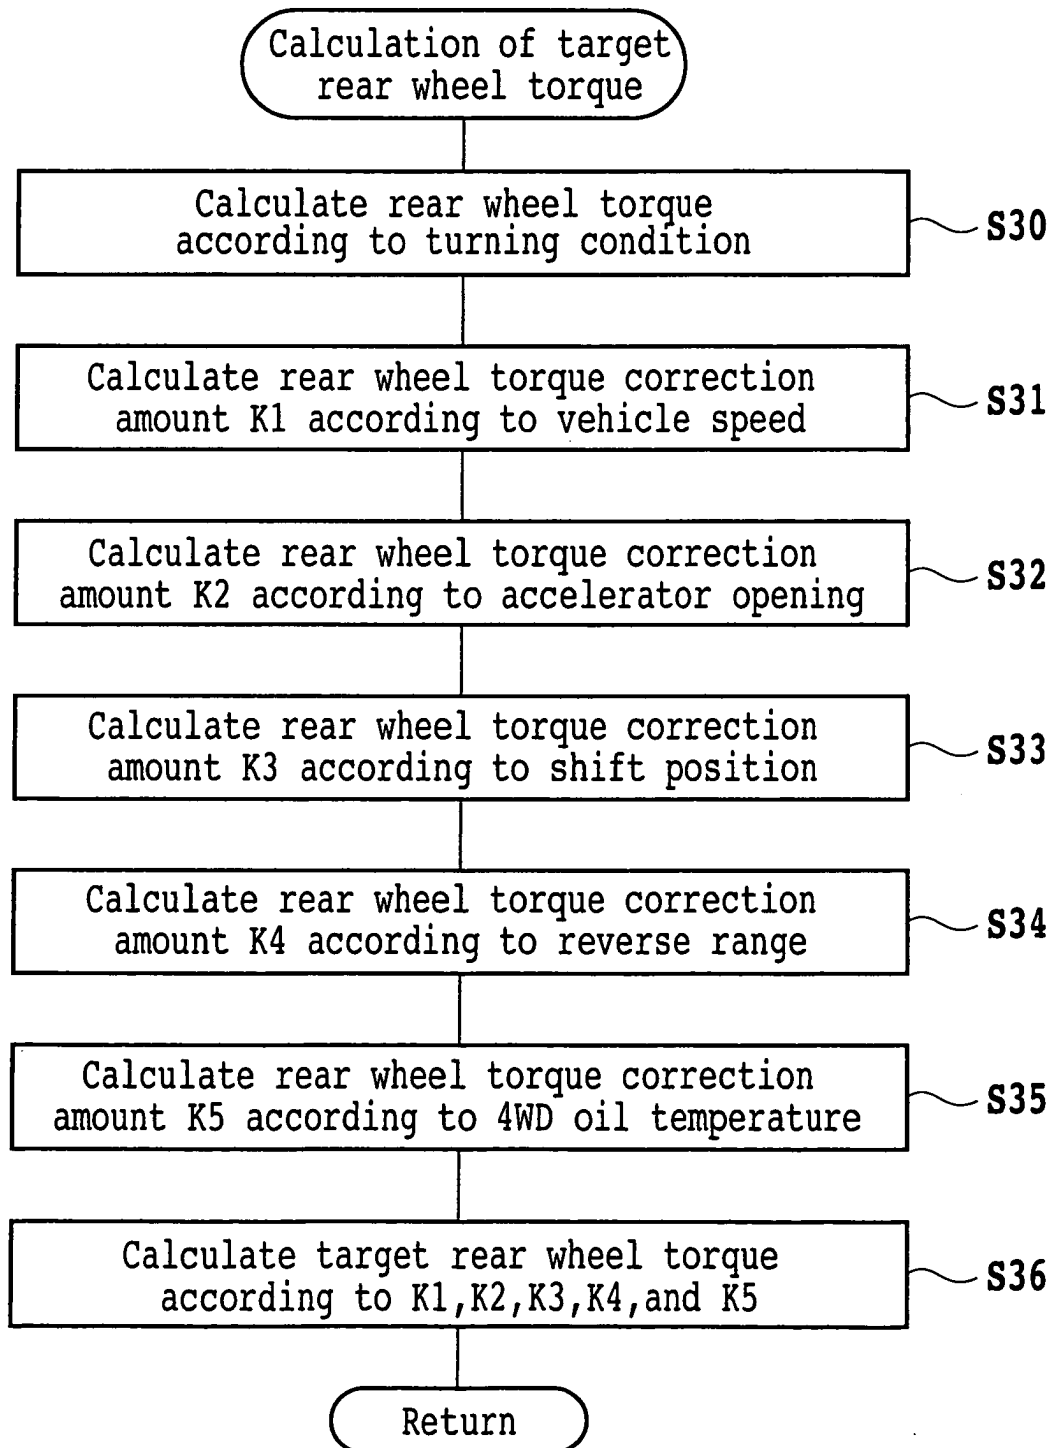 Calculation of target
rear wheel torque
Calculate rear wheel torque
according to turning condition
S30
Calculate rear wheel torque correction
amount K1 according to vehicle speed
S31
Calculate rear wheel torque correction
amount K2 according to accelerator opening
S32
Calculate rear wheel torque correction
amount K3 according to shift position
S33
Calculate rear wheel torque correction
amount K4 according to reverse range
S34
Calculate rear wheel torque correction
amount K5 according to 4WD oil temperature
S35
Calculate target rear wheel torque
according to K1,K2,K3,K4,and K5
S36
Return